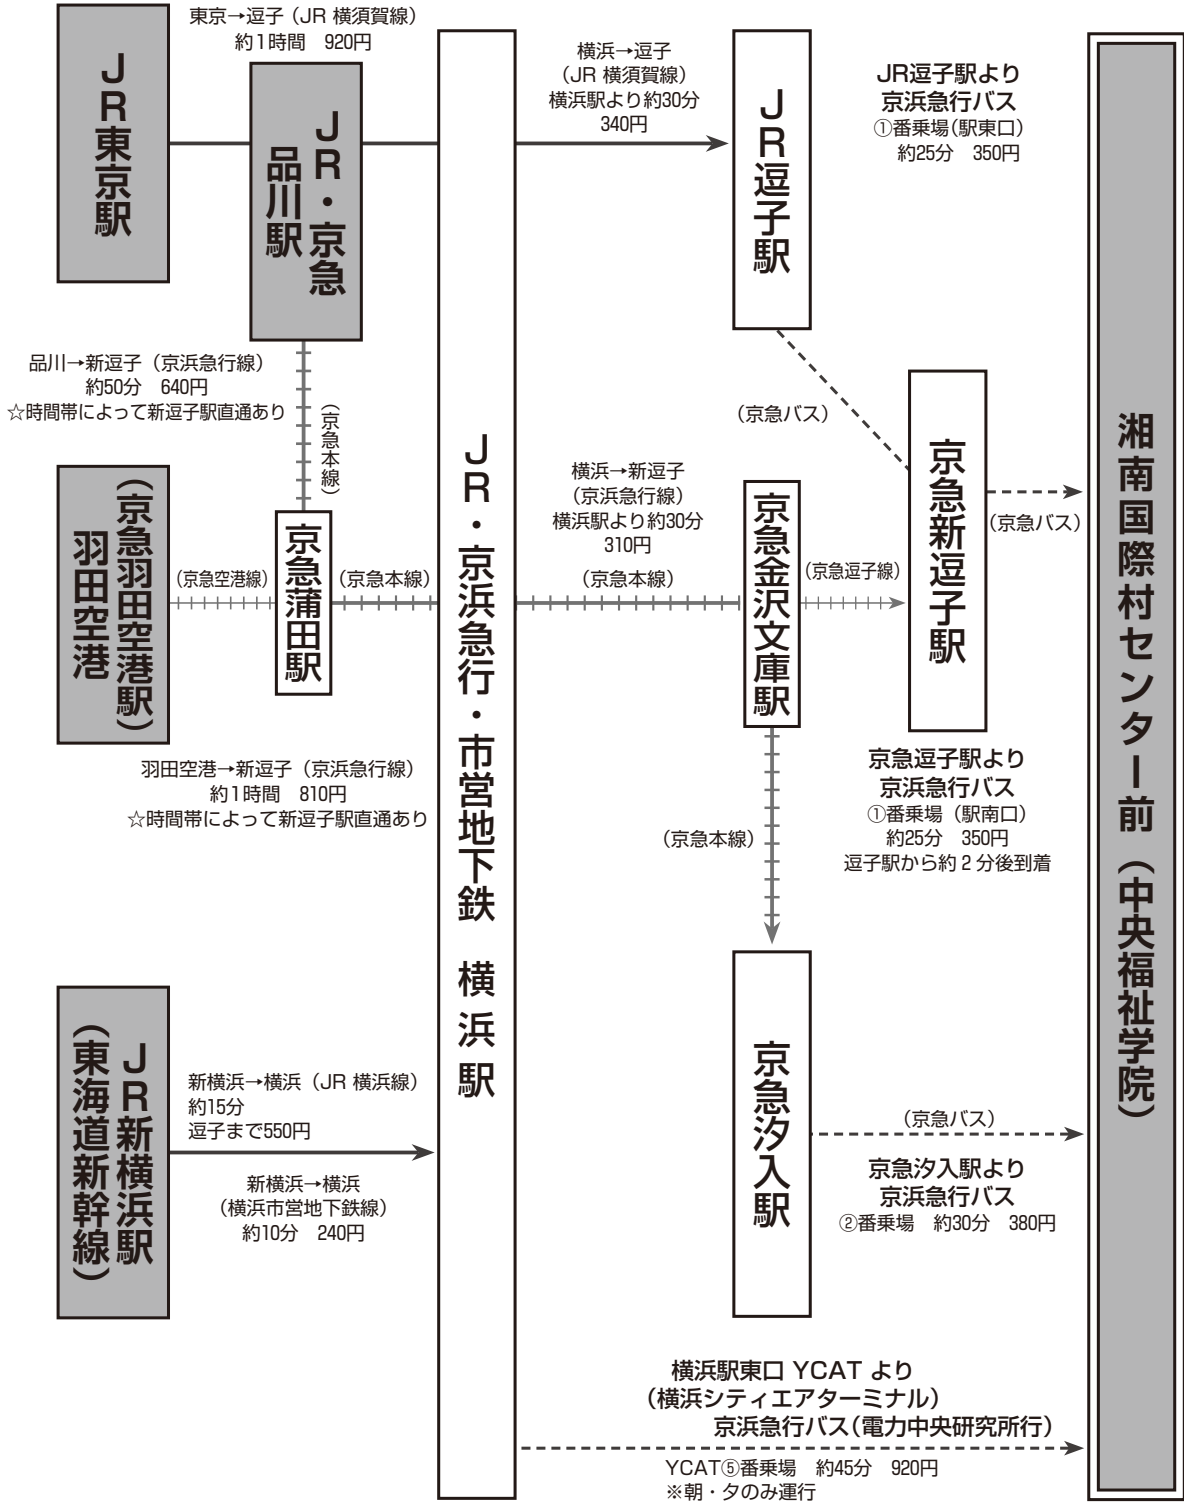 東京→逗子（JR 横須賀線）
約1時間　920円
JR東京駅
JR・京急
品川駅
横浜→逗子
（JR 横須賀線）
横浜駅より約30分
340円
JR逗子駅
JR逗子駅より
京浜急行バス
①番乗場（駅東口）
約25分　350円
品川→新逗子（京浜急行線）
約50分　640円
☆時間帯によって新逗子駅直通あり
（京急本線）
（京急バス）
羽田空港
（京急羽田空港駅）
（京急空港線）
京急蒲田駅
（京急本線）
JR・京浜急行・市営地下鉄　横浜駅
横浜→新逗子
（京浜急行線）
横浜駅より約30分
310円
（京急本線）
京急金沢文庫駅
（京急逗子線）
京急新逗子駅
（京急バス）
湘南国際村センター前（中央福祉学院）
羽田空港→新逗子（京浜急行線）
約1時間　810円
☆時間帯によって新逗子駅直通あり
京急逗子駅より
京浜急行バス
①番乗場（駅南口）
約25分　350円
逗子駅から約 2 分後到着
（京急本線）
京急汐入駅
JR新横浜駅
（東海道新幹線）
新横浜→横浜（JR 横浜線）
約15分
逗子まで550円
新横浜→横浜
（横浜市営地下鉄線）
約10分　240円
（京急バス）
京急汐入駅より
京浜急行バス
②番乗場　約30分　380円
横浜駅東口 YCAT より
（横浜シティエアターミナル）
京浜急行バス（電力中央研究所行）
YCAT⑤番乗場　約45分　920円
※朝・夕のみ運行